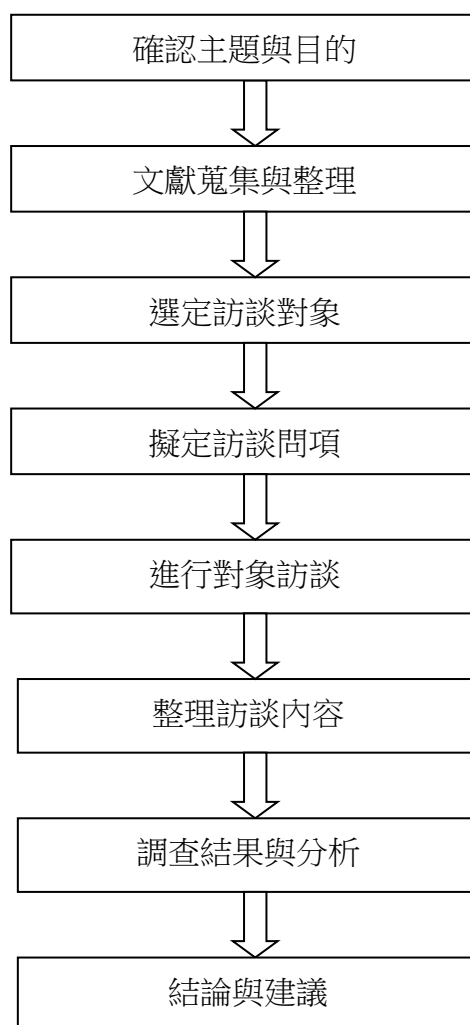 確認主題與目的
文獻蒐集與整理
選定訪談對象
擬定訪談問項
進行對象訪談
整理訪談內容
調查結果與分析
結論與建議